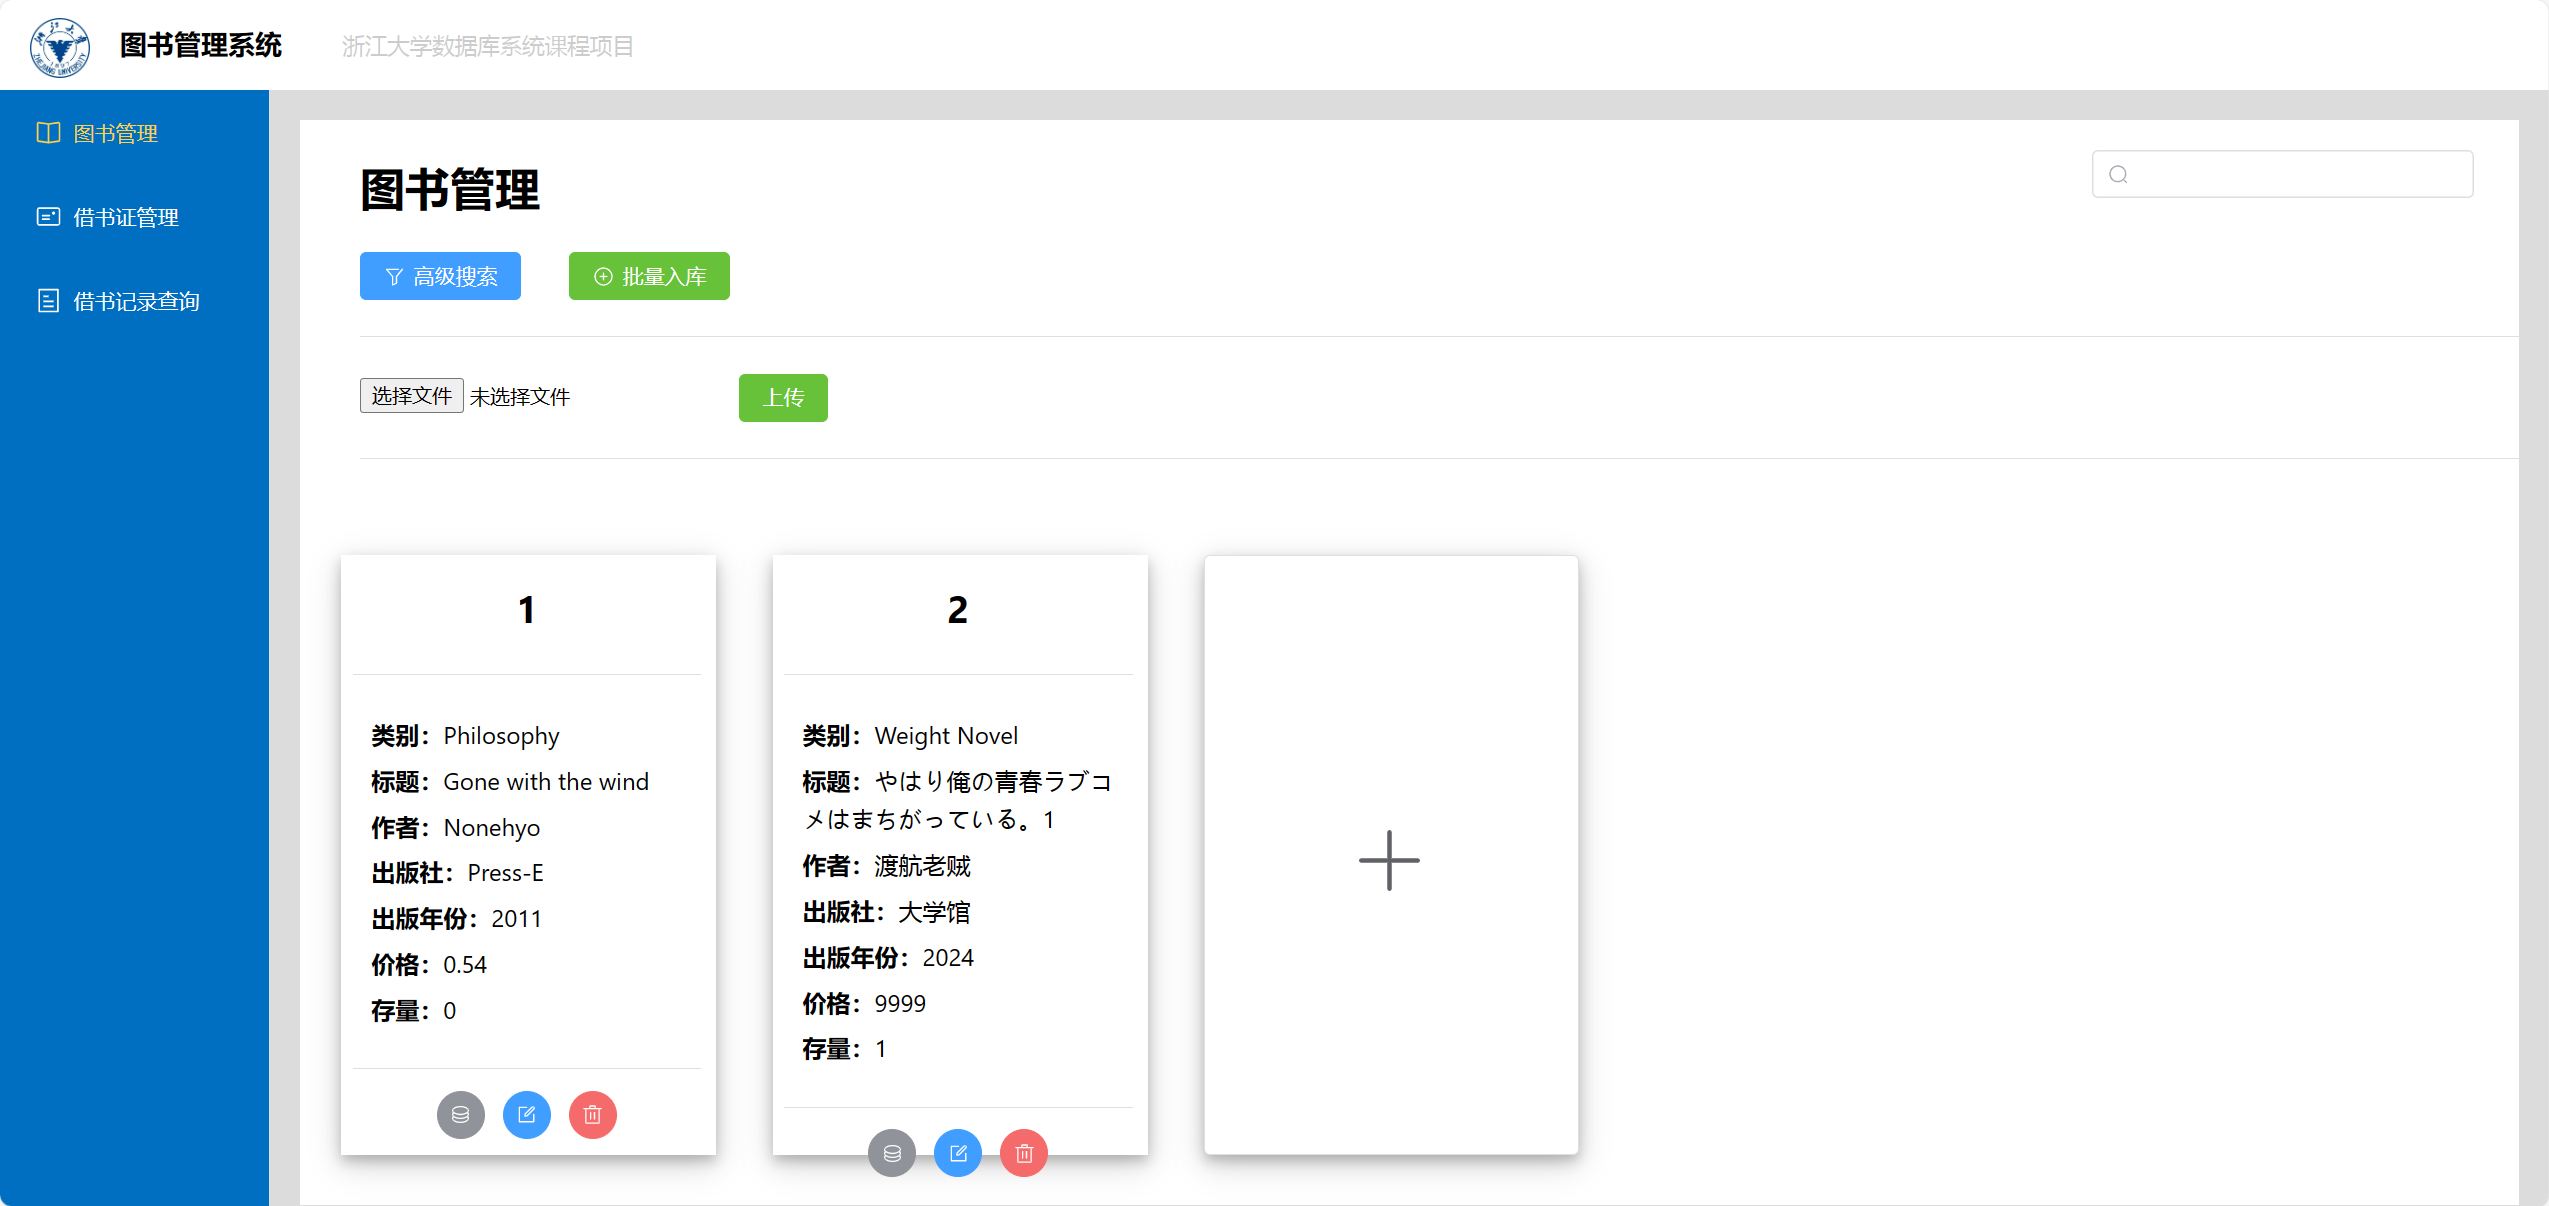 图书管理系统
浙江大学数据库系统课程项目
图书管理
借书证管理
借书记录查询
图书管理
高级搜索
批量入库
选择文件 未选择文件
上传
1
类别：Philosophy
标题：Gone with the wind
作者：Nonehyo
出版社：Press-E
出版年份：2011
价格：0.54
存量：0
2
类别：Weight Novel
标题：やはり俺の青春ラブコ
メはまちがっている。1
作者：渡航老贼
出版社：大学馆
出版年份：2024
价格：9999
存量：1